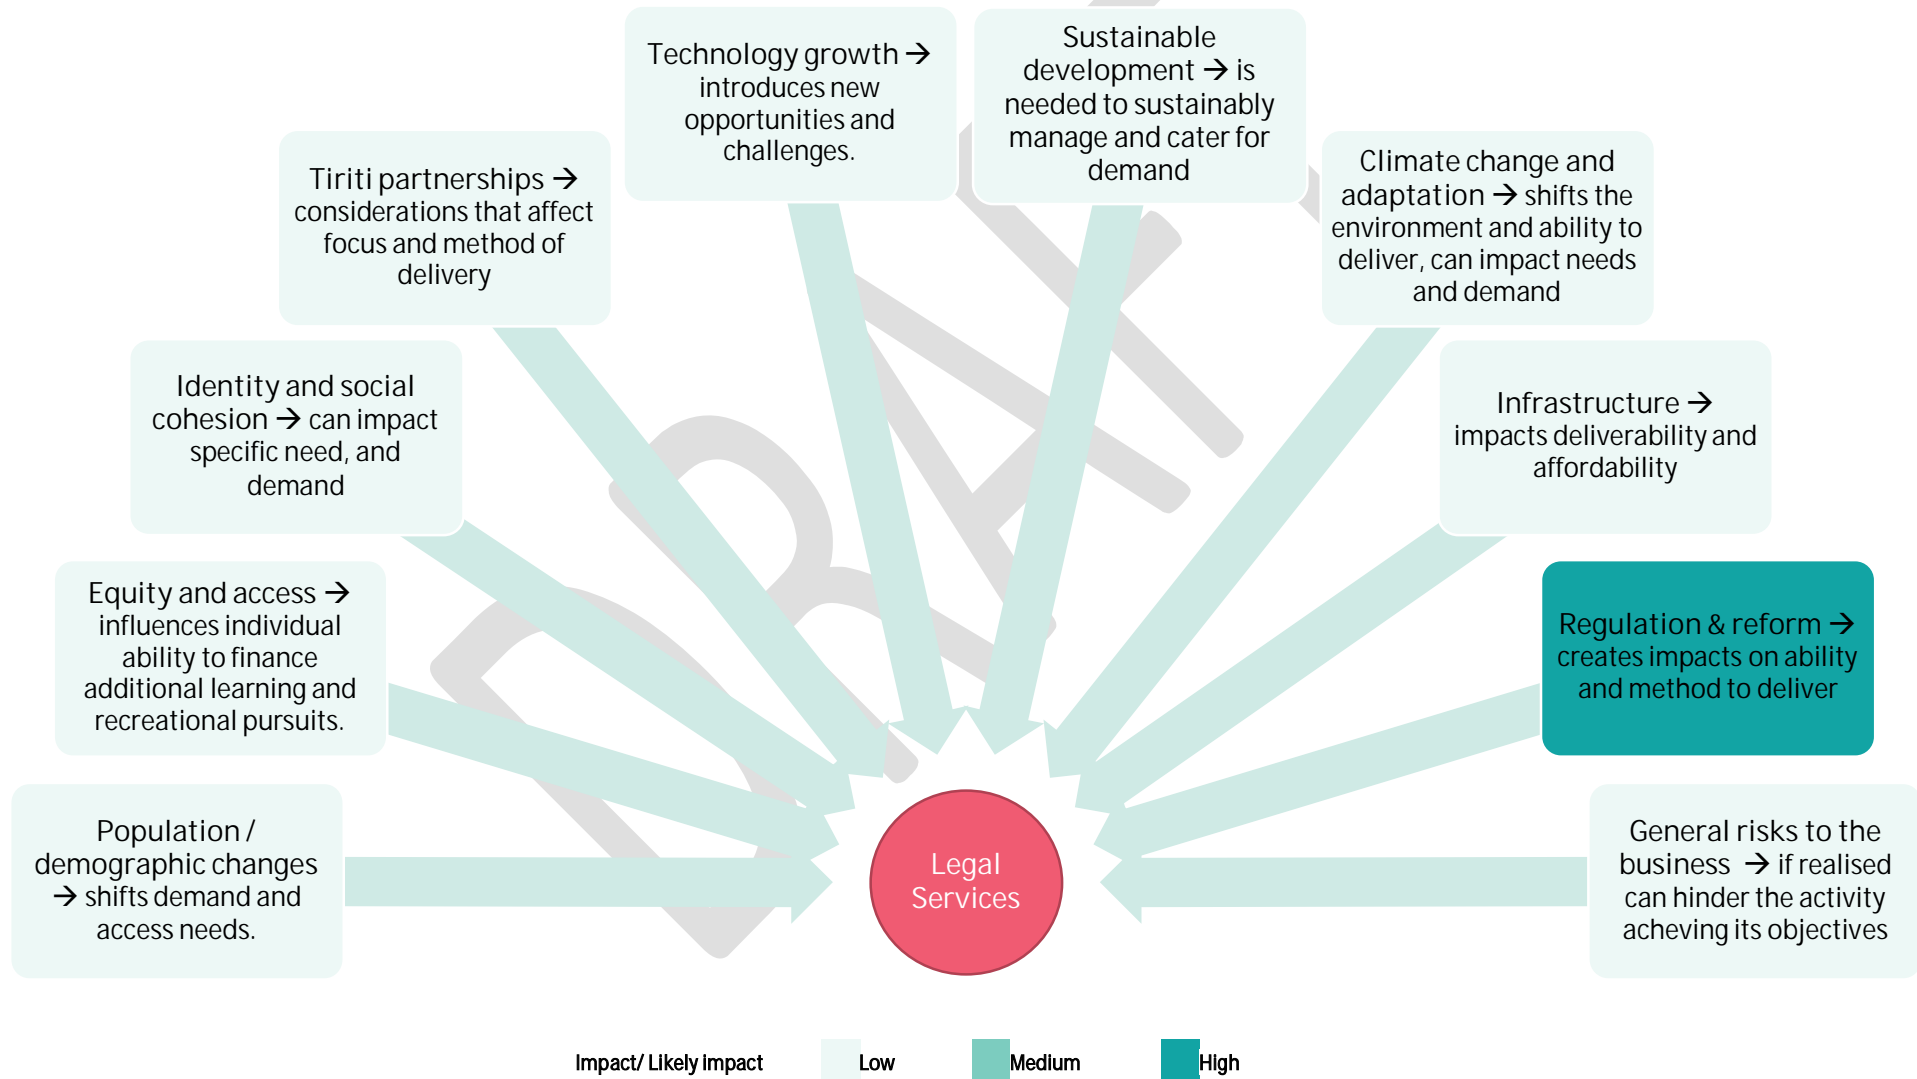 Technology growth →
introduces new
opportunities and
challenges.
Sustainable
development → is
needed to sustainably
manage and cater for
demand
Tiriti partnerships →
considerations that affect
focus and method of
delivery
Climate change and
adaptation → shifts the
environment and ability to
deliver, can impact needs
and demand
Identity and social
cohesion → can impact
specific need, and
demand
Infrastructure →
impacts deliverability and
affordability
Equity and access →
influences individual
ability to finance
additional learning and
recreational pursuits.
Regulation & reform →
creates impacts on ability
and method to deliver
Population /
demographic changes
→ shifts demand and
access needs.
General risks to the
business → if realised
can hinder the activity
acheving its objectives
Legal
Services
DRAFT
Impact/ Likely impact Low Medium High